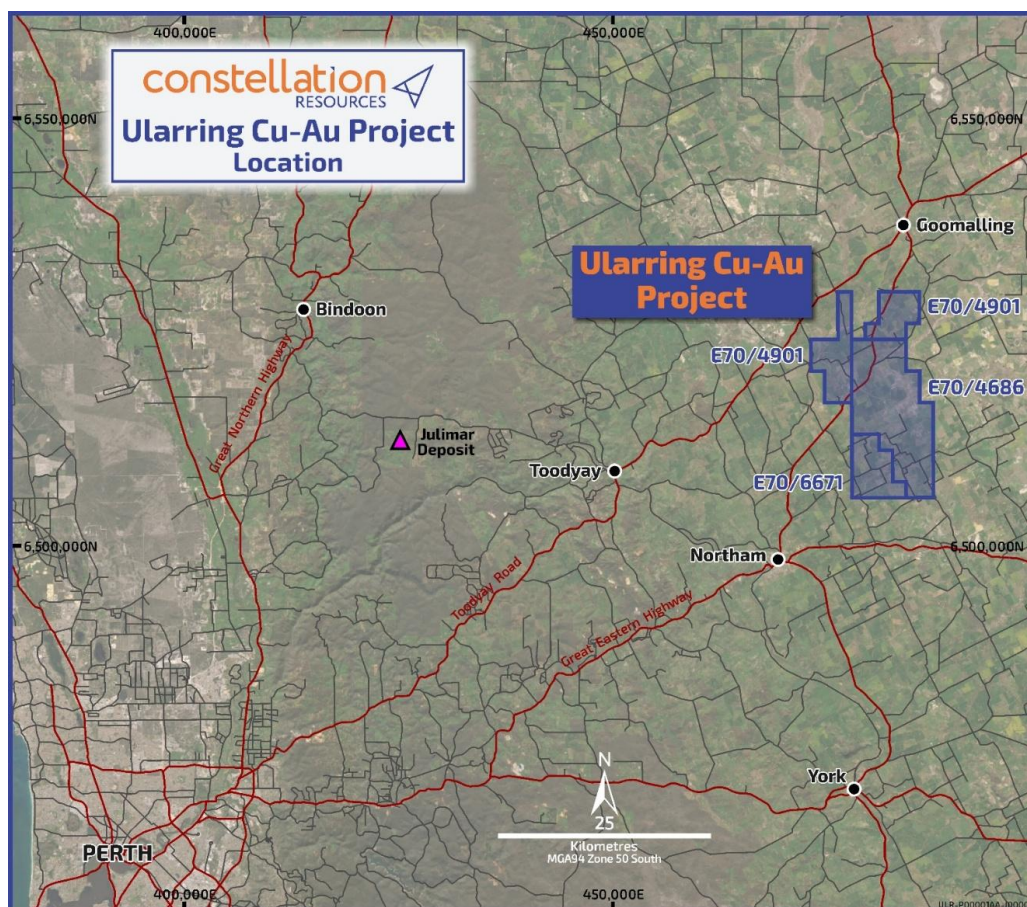 400,000E
450,000E
constellation
RESOURCES
Ularring Cu-Au Project
Location
6,550,000N
6,550,000N
Goomalling
Ularring Cu-Au
Project
E70/4901
Bindoon
E70/4901
E70/4686
Great Northern Highway
Julimar
Deposit
Toodyay
E70/6671
6,500,000N
6,500,000N
Northam
Toodyay Road
Great Eastern Highway
N
York
25
Kilometres
MGA94 Zone 50 South
PERTH
400,000E
450,000E